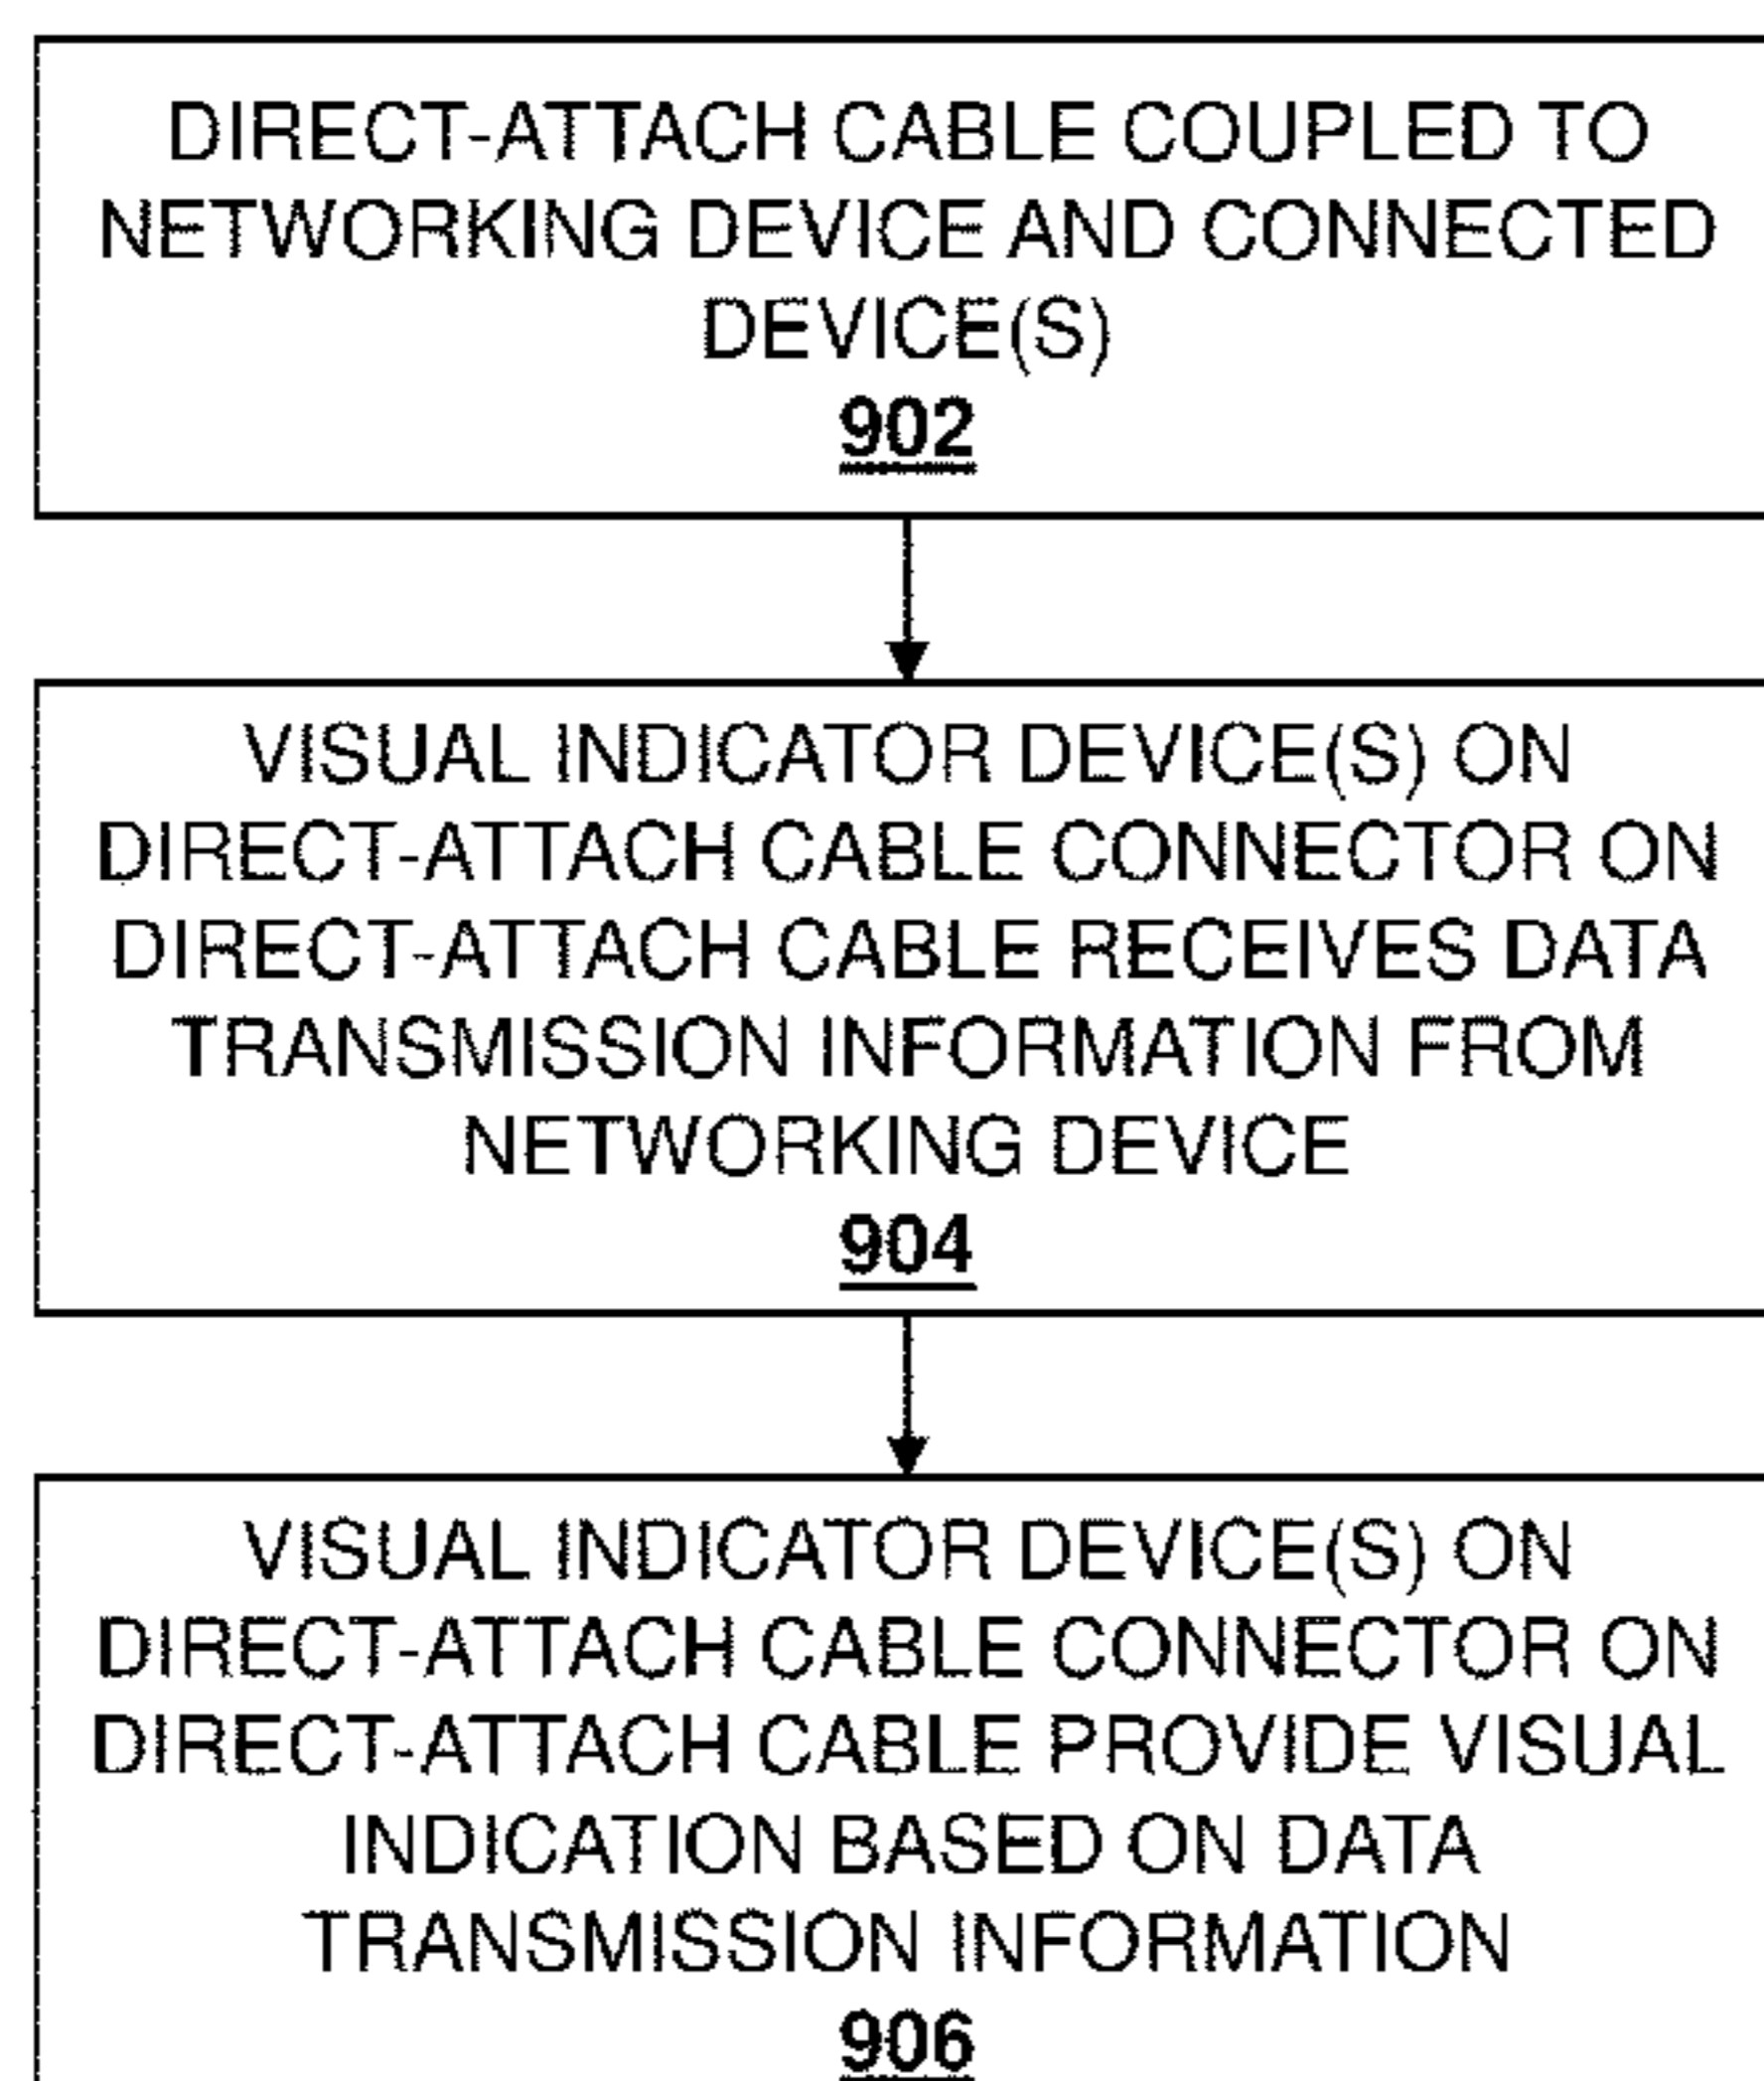 DIRECT-ATTACH CABLE COUPLED TO
NETWORKING DEVICE AND CONNECTED
DEVICE(S)
902
VISUAL INDICATOR DEVICE(S) ON
DIRECT-ATTACH CABLE CONNECTOR ON
DIRECT-ATTACH CABLE RECEIVES DATA
TRANSMISSION INFORMATION FROM
NETWORKING DEVICE
904
VISUAL INDICATOR DEVICE(S) ON
DIRECT-ATTACH CABLE CONNECTOR ON
DIRECT-ATTACH CABLE PROVIDE VISUAL
INDICATION BASED ON DATA
TRANSMISSION INFORMATION
906